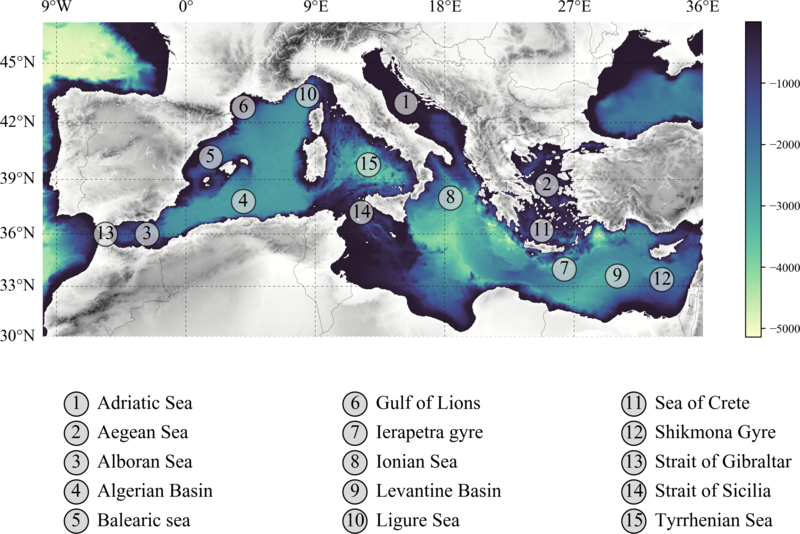 9°W 0° 9°E 18°E 27°E 36°E
45°N
42°N
39°N
36°N
33°N
30°N
−1000
−2000
−3000
−4000
−5000
1
2
3
4
5
6
7
8
9
10
11
12
13
14
15
1 Adriatic Sea
2 Aegean Sea
3 Alboran Sea
4 Algerian Basin
5 Balearic sea
6 Gulf of Lions
7 Ierapetra gyre
8 Ionian Sea
9 Levantine Basin
10 Ligure Sea
11 Sea of Crete
12 Shikmona Gyre
13 Strait of Gibraltar
14 Strait of Sicilia
15 Tyrrhenian Sea